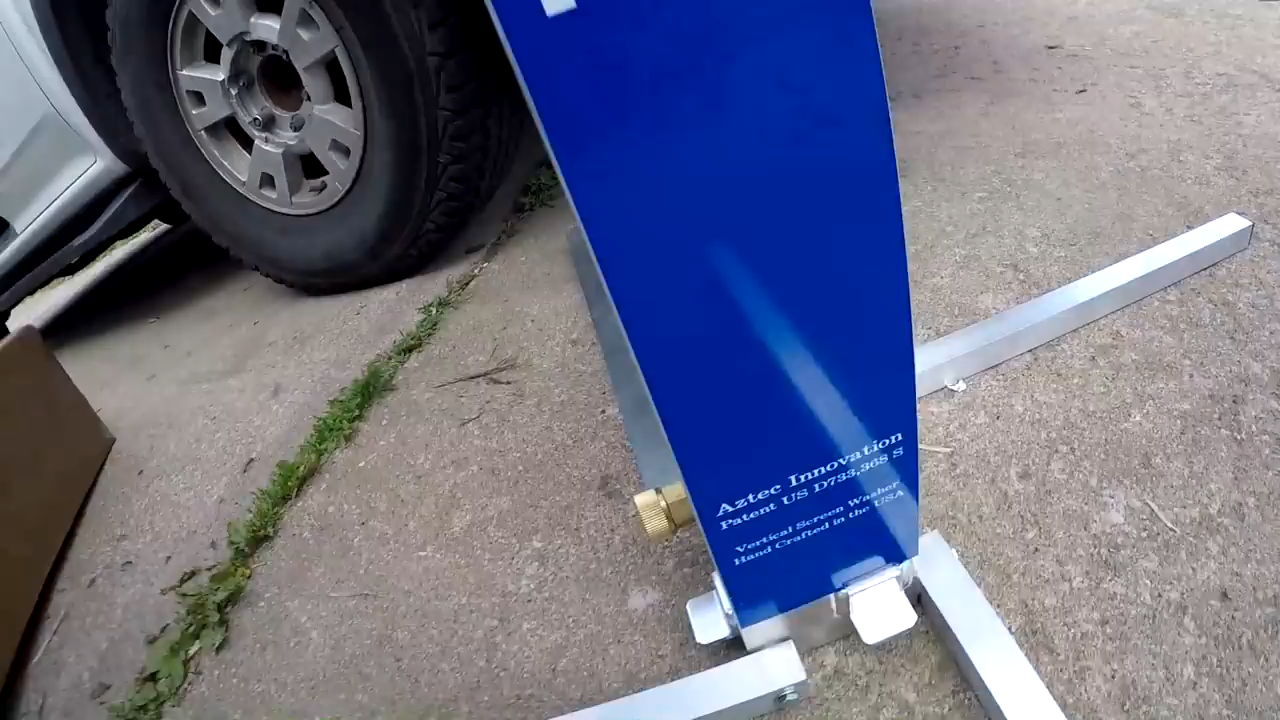 Aztec Innovation
Patent US D733,368 S
Vertical Screen Washer
Hand Crafted in the USA